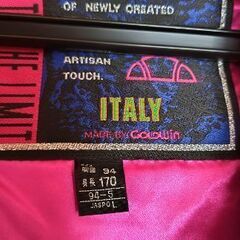 OF NEWLY CREATED
ARTISAN
TOUCH.
ITALY
MADE BY GOLDWIN
胸囲 94
身長 170
94-5
JASPO L